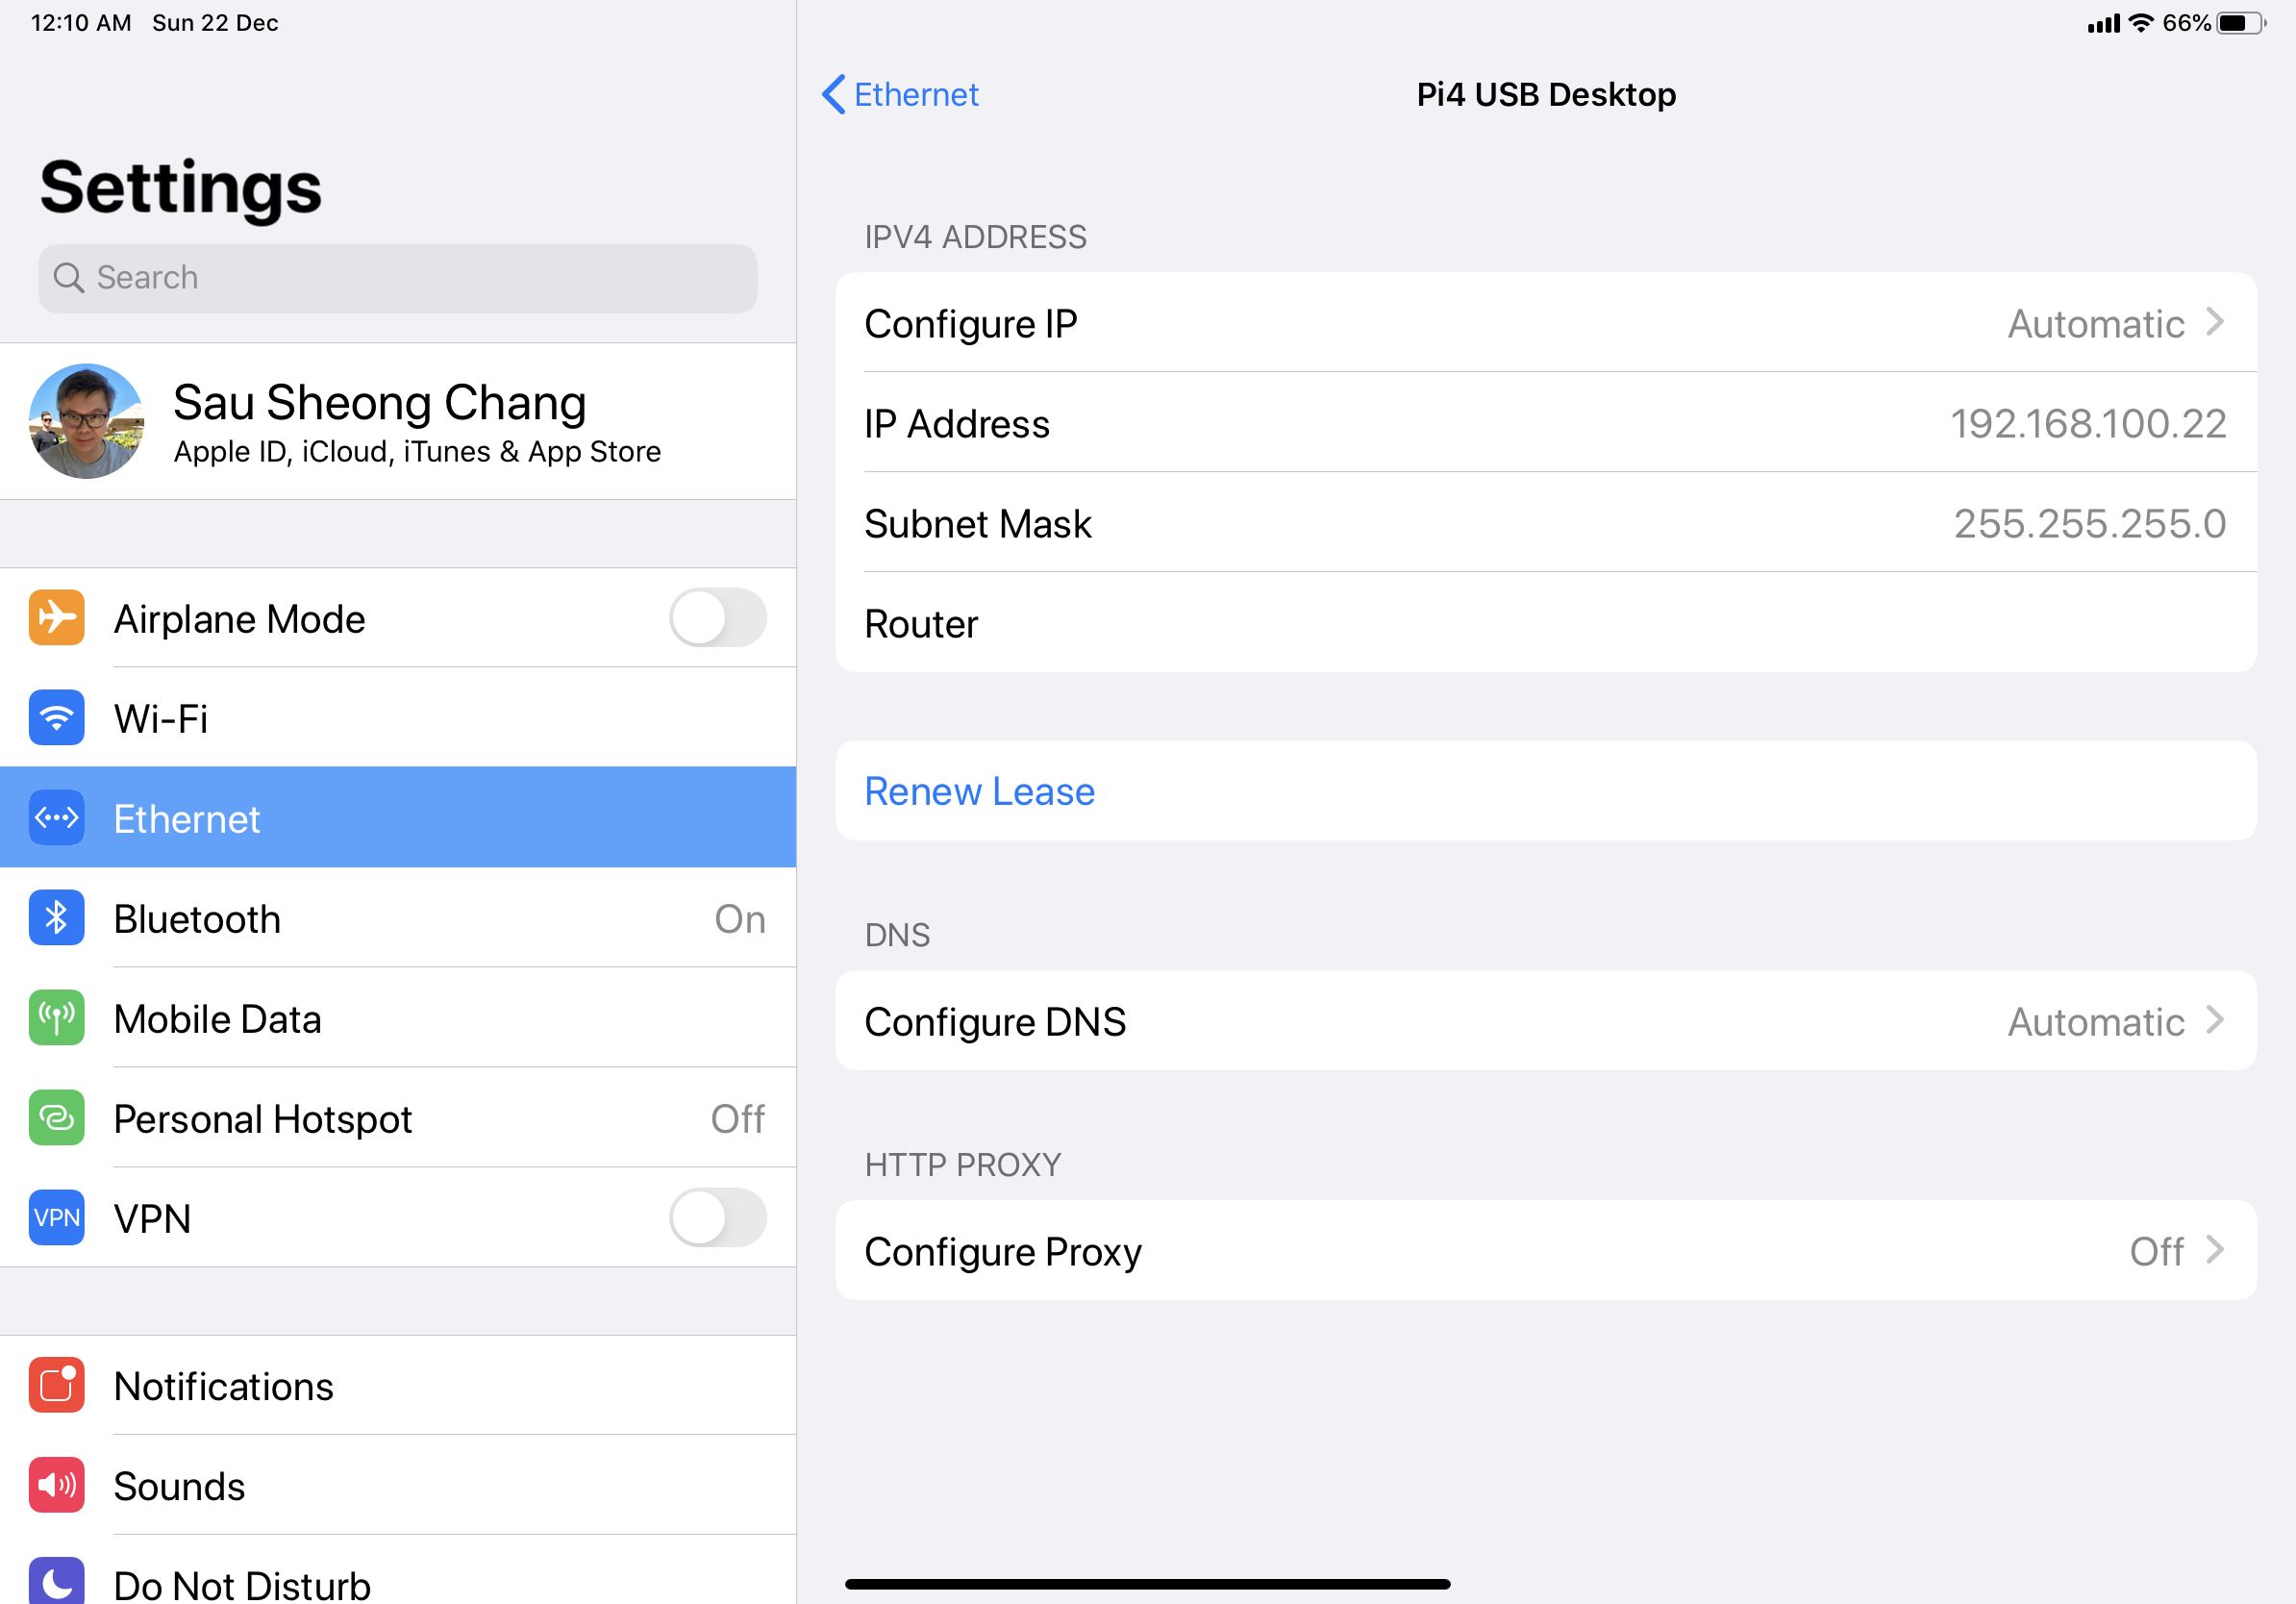 12:10 AM Sun 22 Dec
66%
Settings
Search
Sau Sheong Chang
Apple ID, iCloud, iTunes & App Store
Airplane Mode
Wi-Fi
Ethernet
Bluetooth On
Mobile Data
Personal Hotspot Off
VPN VPN
Notifications
Sounds
Do Not Disturb
Ethernet
Pi4 USB Desktop
IPV4 ADDRESS
Configure IP Automatic
IP Address 192.168.100.22
Subnet Mask 255.255.255.0
Router
Renew Lease
DNS
Configure DNS Automatic
HTTP PROXY
Configure Proxy Off